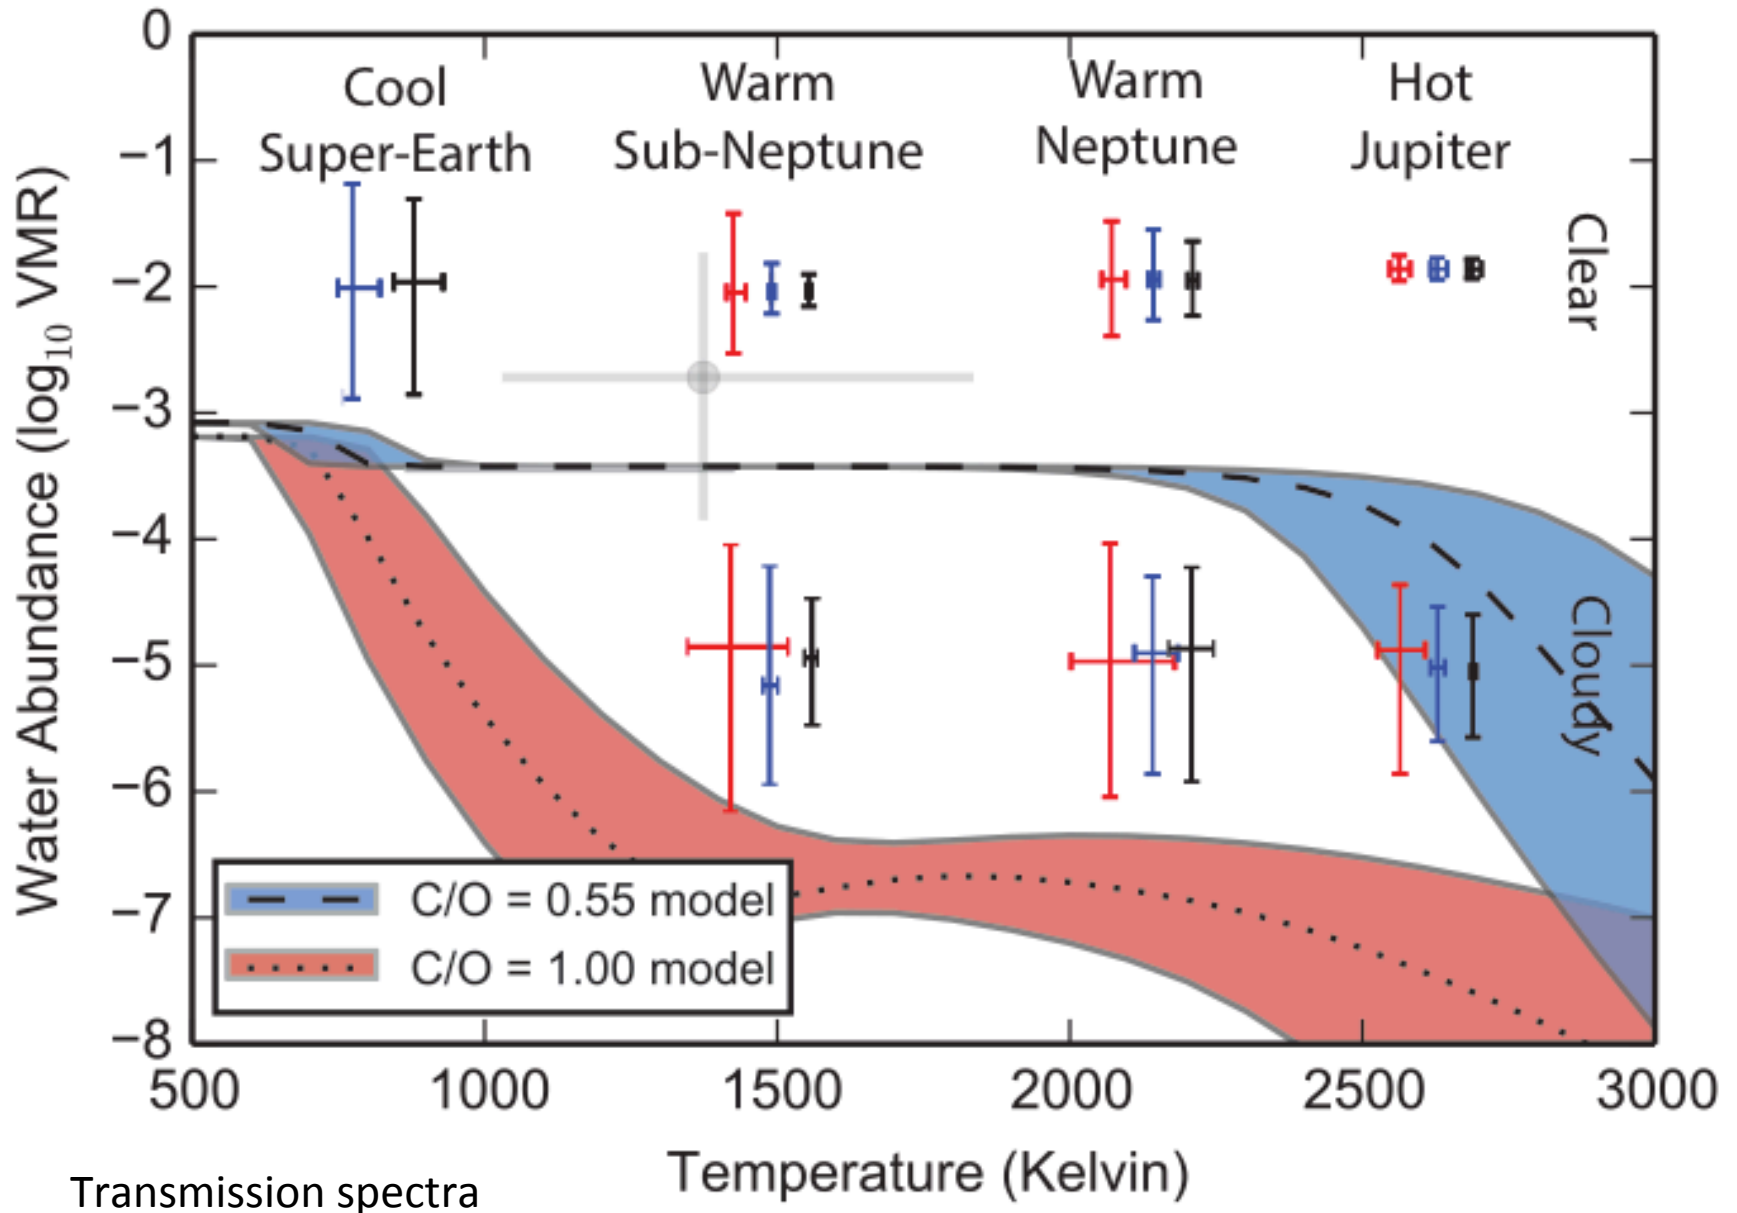 Cool
Super-Earth
Warm
Sub-Neptune
Warm
Neptune
Hot
Jupiter
Clear
Cloudy
Water Abundance (log₁₀ VMR)
0
−1
−2
−3
−4
−5
−6
−7
−8
C/O = 0.55 model
C/O = 1.00 model
500 1000 1500 2000 2500 3000
Temperature (Kelvin)
Transmission spectra